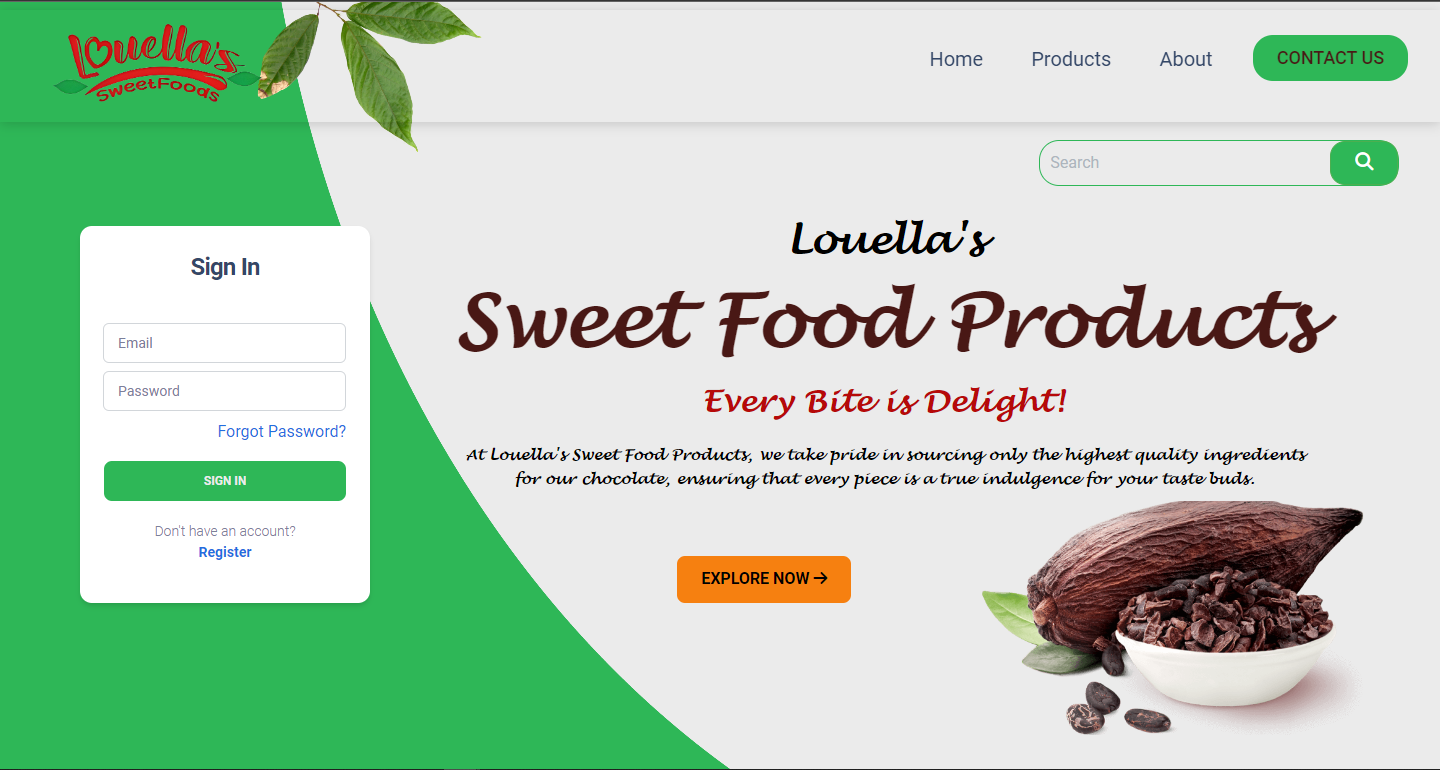 Louella's
SweetFoods
Home
Products
About
CONTACT US
Search
Sign In
Email
Password
Forgot Password?
SIGN IN
Don't have an account?
Register
Louella's
Sweet Food Products
Every Bite is Delight!
At Louella's Sweet Food Products, we take pride in sourcing only the highest quality ingredients
for our chocolate, ensuring that every piece is a true indulgence for your taste buds.
EXPLORE NOW →